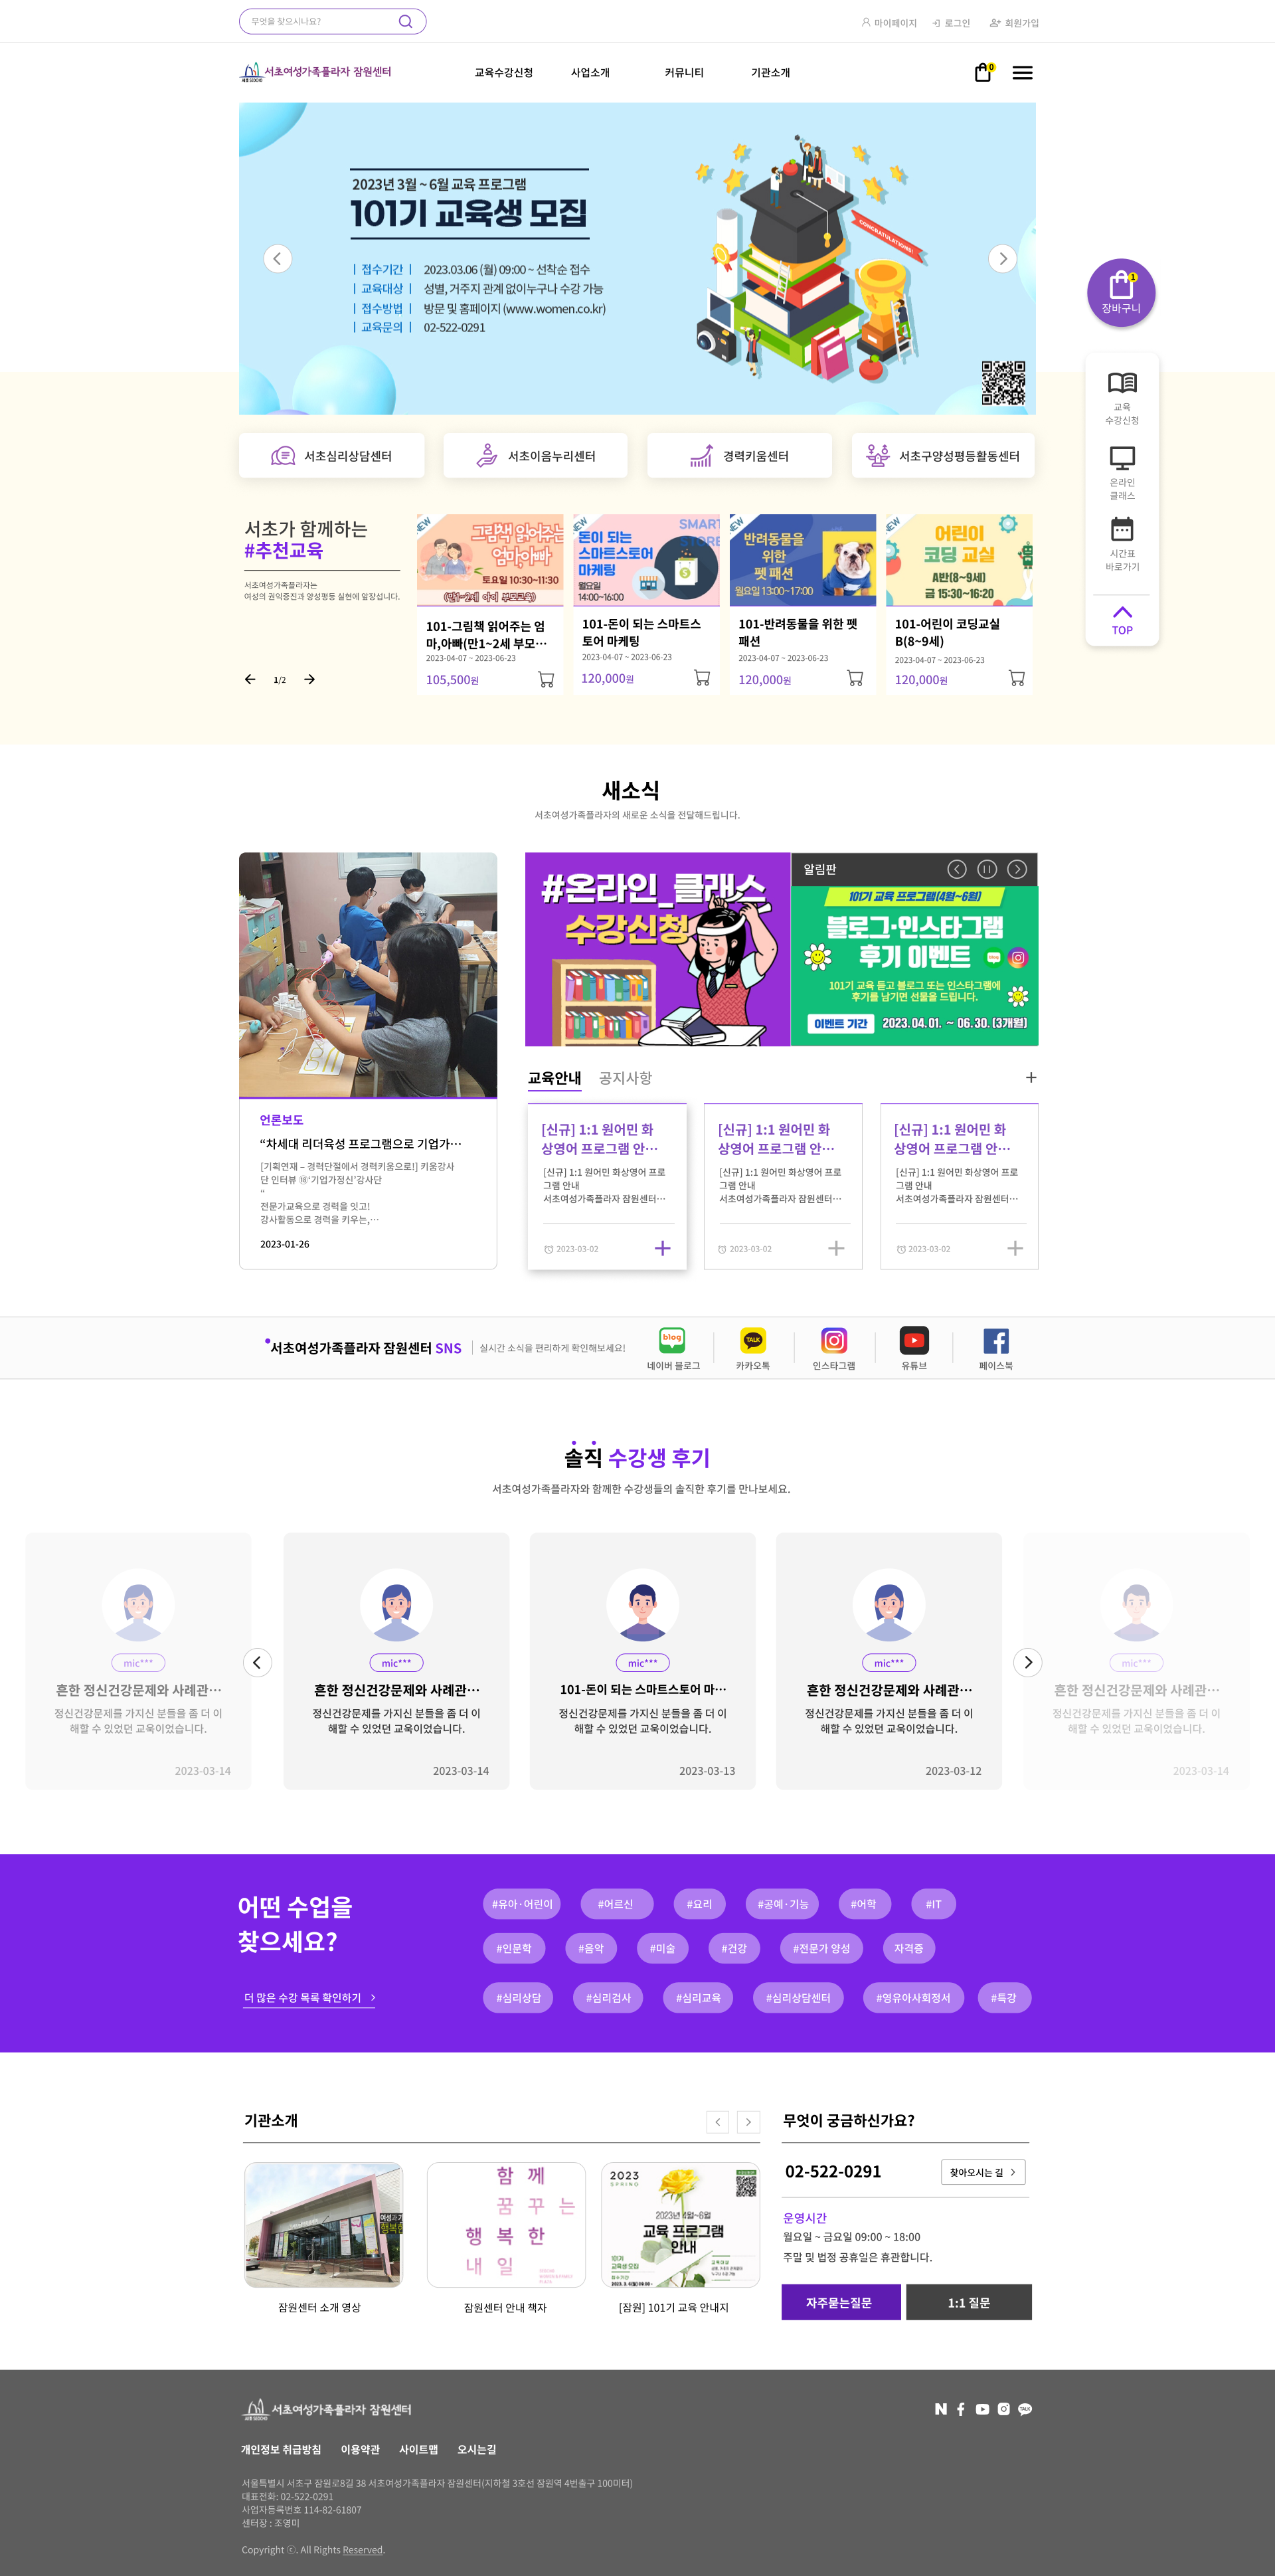 무엇을 찾으시나요?
마이페이지
로그인
회원가입
서초여성가족플라자 잠원센터
교육수강신청
사업소개
커뮤니티
기관소개
0
2023년 3월 ~ 6월 교육 프로그램
101기 교육생 모집
접수기간 2023.03.06 (월) 09:00 ~ 선착순 접수
교육대상 성별, 거주지 관계 없이누구나 수강 가능
접수방법 방문 및 홈페이지 (www.women.co.kr)
교육문의 02-522-0291
CONGRATULATIONS!
1
장바구니
교육
수강신청
온라인
클래스
시간표
바로가기
TOP
서초심리상담센터
서초이음누리센터
경력키움센터
서초구양성평등활동센터
서초가 함께하는
#추천교육
서초여성가족플라자는
여성의 권익증진과 양성평등 실현에 앞장섭니다.
1/2
NEW
그림책 읽어주는
엄마,아빠
토요일 10:30~11:30
(만1~2세 아이 부모교육)
101-그림책 읽어주는 엄
마,아빠(만1~2세 부모…
2023-04-07 ~ 2023-06-23
105,500원
NEW
SMART
STORE
돈이 되는
스마트스토어
마케팅
월요일
14:00~16:00
$
101-돈이 되는 스마트스
토어 마케팅
2023-04-07 ~ 2023-06-23
120,000원
NEW
반려동물을
위한
펫 패션
월요일 13:00~17:00
101-반려동물을 위한 펫
패션
2023-04-07 ~ 2023-06-23
120,000원
NEW
어린이
코딩 교실
A반(8~9세)
금 15:30~16:20
101-어린이 코딩교실
B(8~9세)
2023-04-07 ~ 2023-06-23
120,000원
새소식
서초여성가족플라자의 새로운 소식을 전달해드립니다.
언론보도
“차세대 리더육성 프로그램으로 기업가…
[기획연재 – 경력단절에서 경력키움으로!] 키움강사
단 인터뷰 ⑱‘기업가정신’강사단
“
전문가교육으로 경력을 잇고!
강사활동으로 경력을 키우는,…
2023-01-26
#온라인_클래스
수강신청
알림판
101기 교육 프로그램(4월~6월)
블로그·인스타그램
후기 이벤트
blog
101기 교육 듣고 블로그 또는 인스타그램에
후기를 남기면 선물을 드립니다.
이벤트 기간 2023. 04. 01. ~ 06. 30. (3개월)
교육안내
공지사항
[신규] 1:1 원어민 화
상영어 프로그램 안…
[신규] 1:1 원어민 화상영어 프로
그램 안내
서초여성가족플라자 잠원센터…
2023-03-02
[신규] 1:1 원어민 화
상영어 프로그램 안…
[신규] 1:1 원어민 화상영어 프로
그램 안내
서초여성가족플라자 잠원센터…
2023-03-02
[신규] 1:1 원어민 화
상영어 프로그램 안…
[신규] 1:1 원어민 화상영어 프로
그램 안내
서초여성가족플라자 잠원센터…
2023-03-02
서초여성가족플라자 잠원센터 SNS
실시간 소식을 편리하게 확인해보세요!
blog
네이버 블로그
TALK
카카오톡
인스타그램
유튜브
페이스북
솔직 수강생 후기
서초여성가족플라자와 함께한 수강생들의 솔직한 후기를 만나보세요.
mic***
흔한 정신건강문제와 사례관…
정신건강문제를 가지신 분들을 좀 더 이
해할 수 있었던 교욱이었습니다.
2023-03-14
mic***
흔한 정신건강문제와 사례관…
정신건강문제를 가지신 분들을 좀 더 이
해할 수 있었던 교욱이었습니다.
2023-03-14
mic***
101-돈이 되는 스마트스토어 마…
정신건강문제를 가지신 분들을 좀 더 이
해할 수 있었던 교욱이었습니다.
2023-03-13
mic***
흔한 정신건강문제와 사례관…
정신건강문제를 가지신 분들을 좀 더 이
해할 수 있었던 교욱이었습니다.
2023-03-12
mic***
흔한 정신건강문제와 사례관…
정신건강문제를 가지신 분들을 좀 더 이
해할 수 있었던 교욱이었습니다.
2023-03-14
어떤 수업을
찾으세요?
더 많은 수강 목록 확인하기
#유아·어린이
#어르신
#요리
#공예·기능
#어학
#IT
#인문학
#음악
#미술
#건강
#전문가 양성
자격증
#심리상담
#심리검사
#심리교육
#심리상담센터
#영유아사회정서
#특강
기관소개
여성과
행복한
잠원센터 소개 영상
함 께
꿈 꾸 는
행 복 한
내 일
잠원센터 안내 책자
2023
SPRING
2023년 4월~6월
교육 프로그램
안내
101기
교육생 모집
[잠원] 101기 교육 안내지
무엇이 궁금하신가요?
02-522-0291
찾아오시는 길
운영시간
월요일 ~ 금요일 09:00 ~ 18:00
주말 및 법정 공휴일은 휴관합니다.
자주묻는질문
1:1 질문
서초여성가족플라자 잠원센터
N
TALK
개인정보 취급방침
이용약관
사이트맵
오시는길
서울특별시 서초구 잠원로8길 38 서초여성가족플라자 잠원센터(지하철 3호선 잠원역 4번출구 100미터)
대표전화: 02-522-0291
사업자등록번호 114-82-61807
센터장 : 조영미
Copyright ⓒ. All Rights Reserved.